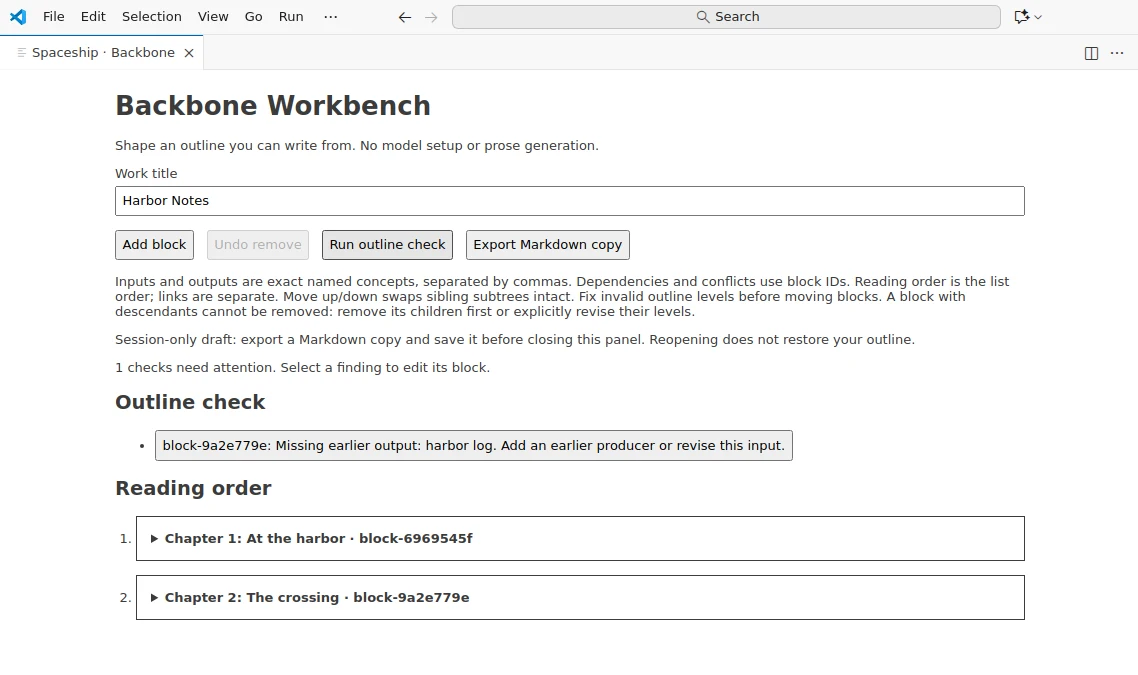 File Edit Selection View Go Run ···
Search
Spaceship · Backbone
Backbone Workbench
Shape an outline you can write from. No model setup or prose generation.
Work title
Harbor Notes
Add block Undo remove Run outline check Export Markdown copy
Inputs and outputs are exact named concepts, separated by commas. Dependencies and conflicts use block IDs. Reading order is the list
order; links are separate. Move up/down swaps sibling subtrees intact. Fix invalid outline levels before moving blocks. A block with
descendants cannot be removed: remove its children first or explicitly revise their levels.
Session-only draft: export a Markdown copy and save it before closing this panel. Reopening does not restore your outline.
1 checks need attention. Select a finding to edit its block.
Outline check
• block-9a2e779e: Missing earlier output: harbor log. Add an earlier producer or revise this input.
Reading order
1. Chapter 1: At the harbor · block-6969545f
2. Chapter 2: The crossing · block-9a2e779e